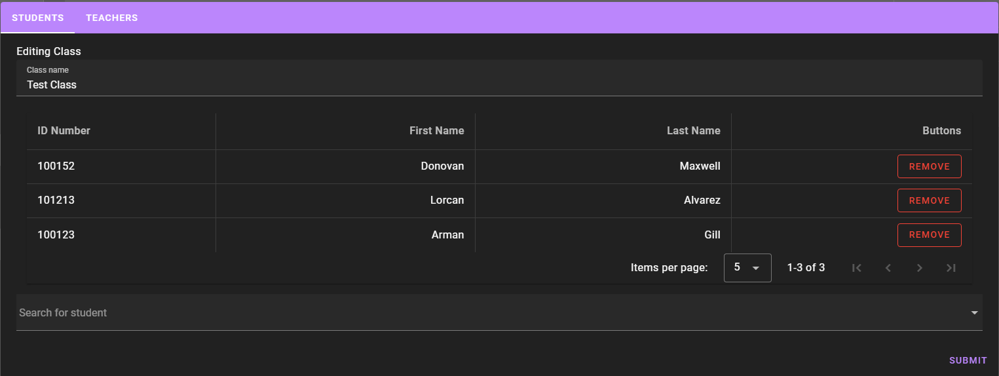 STUDENTS TEACHERS
Editing Class
Class name
Test Class
ID Number First Name Last Name Buttons
100152 Donovan Maxwell REMOVE
101213 Lorcan Alvarez REMOVE
100123 Arman Gill REMOVE
Items per page: 5 1-3 of 3
Search for student
SUBMIT